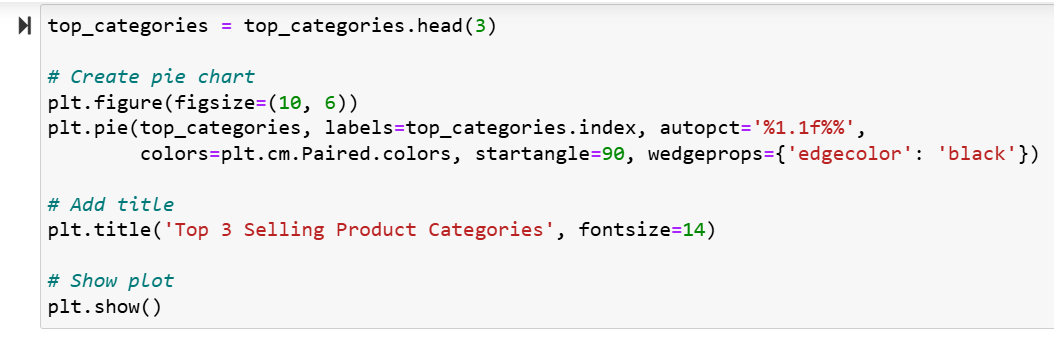 top_categories = top_categories.head(3)
# Create pie chart
plt.figure(figsize=(10, 6))
plt.pie(top_categories, labels=top_categories.index, autopct='%1.1f%%',
        colors=plt.cm.Paired.colors, startangle=90, wedgeprops={'edgecolor': 'black'})
# Add title
plt.title('Top 3 Selling Product Categories', fontsize=14)
# Show plot
plt.show()